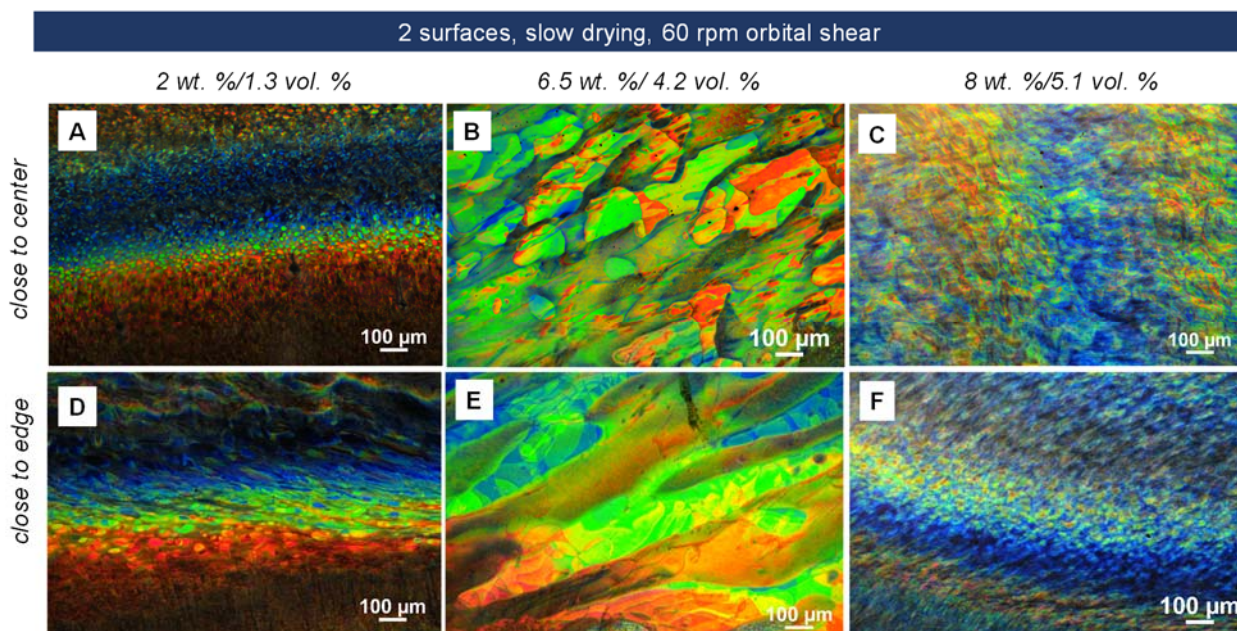 2 surfaces, slow drying, 60 rpm orbital shear
2 wt. %/1.3 vol. %
6.5 wt. %/ 4.2 vol. %
8 wt. %/5.1 vol. %
close to center
A
100 µm
B
100 µm
C
100 µm
close to edge
D
100 µm
E
100 µm
F
100 µm